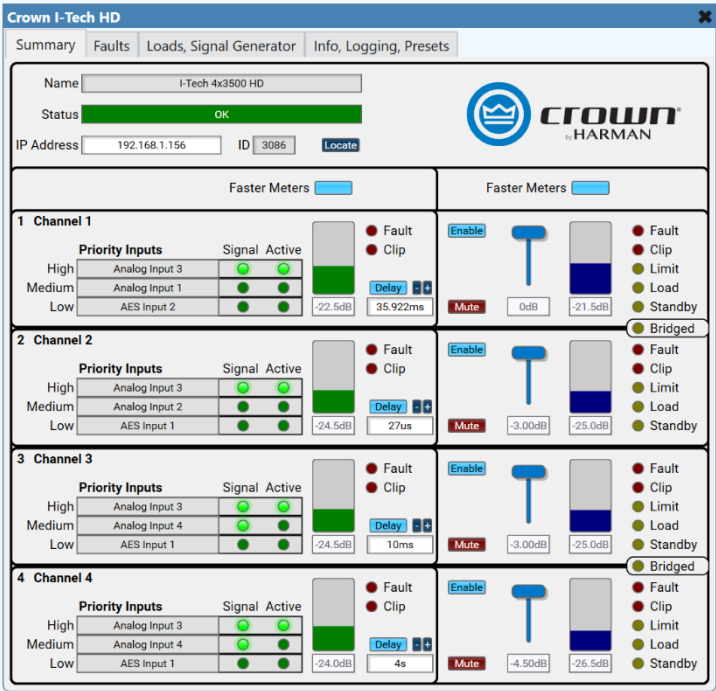 Crown I-Tech HD
Summary Faults Loads, Signal Generator Info, Logging, Presets
Name I-Tech 4x3500 HD
Status OK
IP Address 192.168.1.156 ID 3086 Locate
crown®
by HARMAN
Faster Meters Faster Meters
1 Channel 1
Priority Inputs Signal Active
High Analog Input 3
Medium Analog Input 1
Low AES Input 2
-22.5dB
Fault
Clip
Delay - +
35.922ms
Enable
Mute 0dB -21.5dB
Fault
Clip
Limit
Load
Standby
Bridged
2 Channel 2
Priority Inputs Signal Active
High Analog Input 3
Medium Analog Input 2
Low AES Input 1
-24.5dB
Fault
Clip
Delay - +
27us
Enable
Mute -3.00dB -25.0dB
Fault
Clip
Limit
Load
Standby
3 Channel 3
Priority Inputs Signal Active
High Analog Input 3
Medium Analog Input 4
Low AES Input 1
-24.5dB
Fault
Clip
Delay - +
10ms
Enable
Mute -3.00dB -25.0dB
Fault
Clip
Limit
Load
Standby
Bridged
4 Channel 4
Priority Inputs Signal Active
High Analog Input 3
Medium Analog Input 4
Low AES Input 1
-24.0dB
Fault
Clip
Delay - +
4s
Enable
Mute -4.50dB -26.5dB
Fault
Clip
Limit
Load
Standby